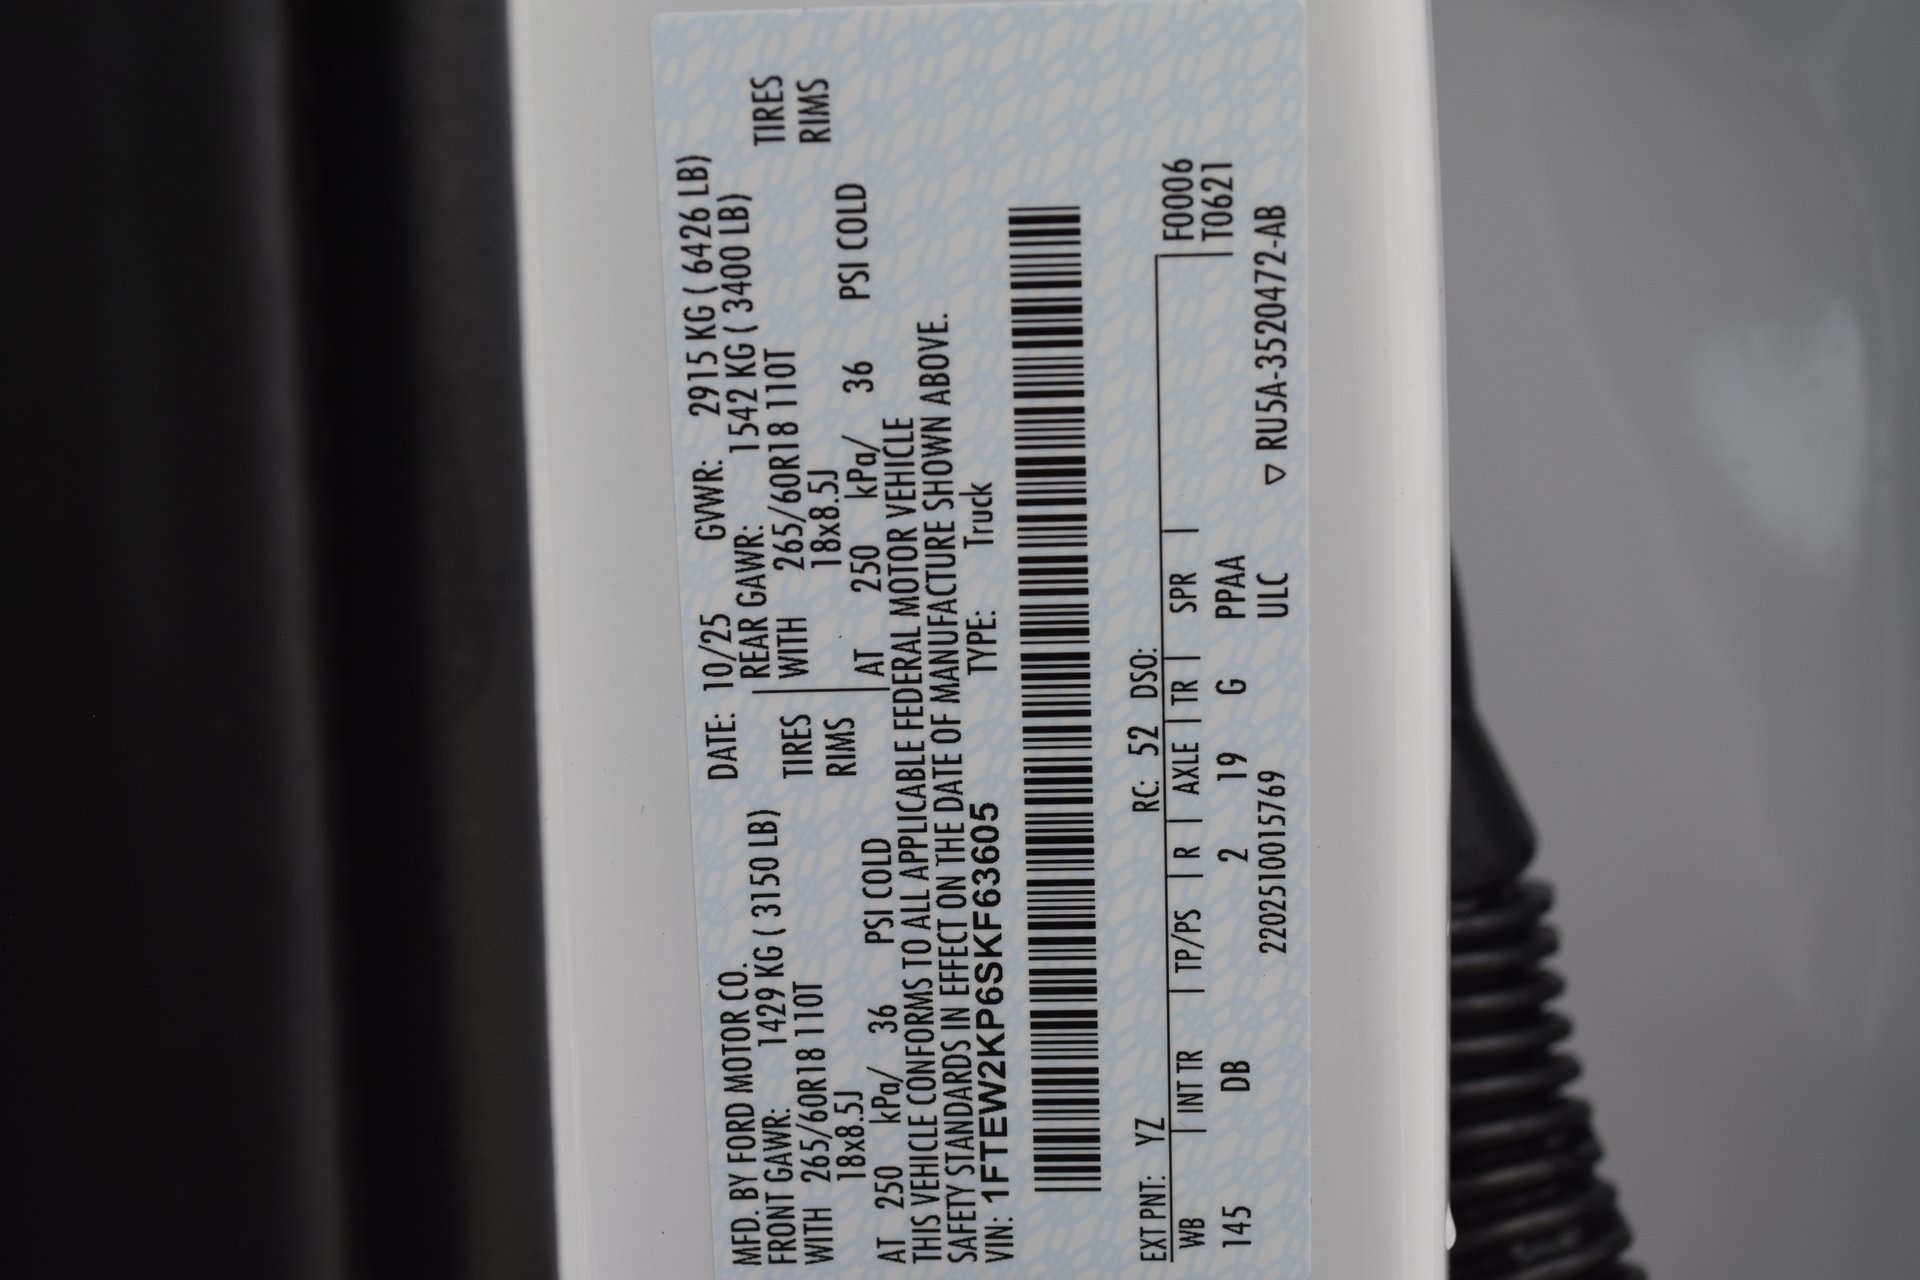 MFD. BY FORD MOTOR CO. DATE: 10/25 GVWR: 2915 KG ( 6426 LB)
FRONT GAWR: 1429 KG ( 3150 LB) REAR GAWR: 1542 KG ( 3400 LB)
WITH 265/60R18 110T TIRES WITH 265/60R18 110T TIRES
18x8.5J RIMS 18x8.5J RIMS
AT 250 kPa/ 36 PSI COLD AT 250 kPa/ 36 PSI COLD
THIS VEHICLE CONFORMS TO ALL APPLICABLE FEDERAL MOTOR VEHICLE
SAFETY STANDARDS IN EFFECT ON THE DATE OF MANUFACTURE SHOWN ABOVE.
VIN: 1FTEW2KP6SKF63605 TYPE: Truck
EXT PNT: YZ RC: 52 DSO:
WB | INT TR | TP/PS | R | AXLE | TR | SPR | F0006
145 DB 2 19 G PPAA T0621
2202510015769 ULC ▽ RU5A-3520472-AB